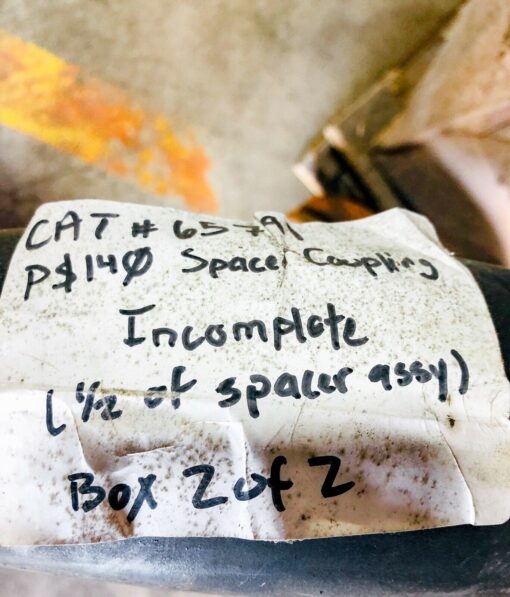 CAT # 65791
P$140 Spacer Coupling
Incomplete
(1/2 of spacer assy)
Box 2 of 2